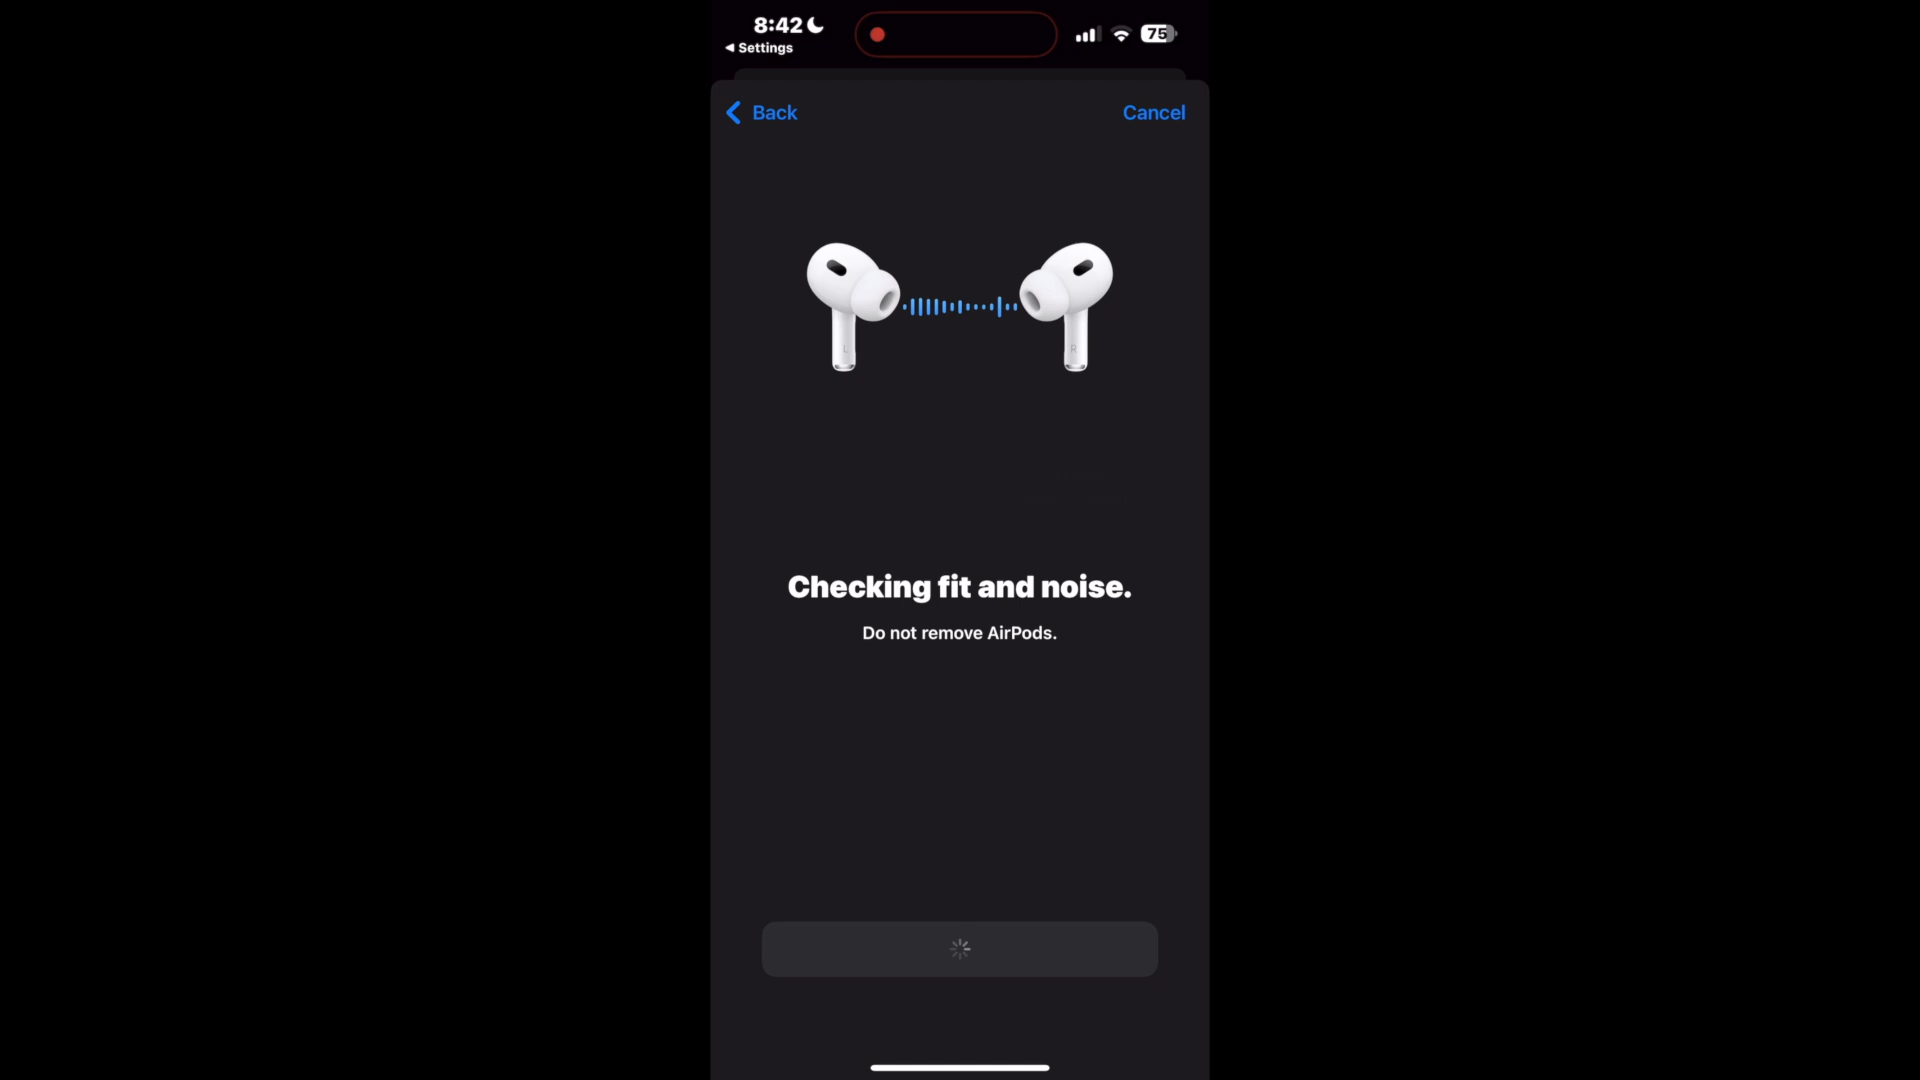 8:42
75
Settings
Back
Cancel
L
R
Checking fit and noise.
Do not remove AirPods.